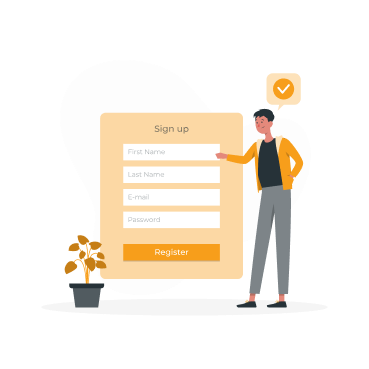 Sign up
First Name
Last Name
E-mail
Password
Register